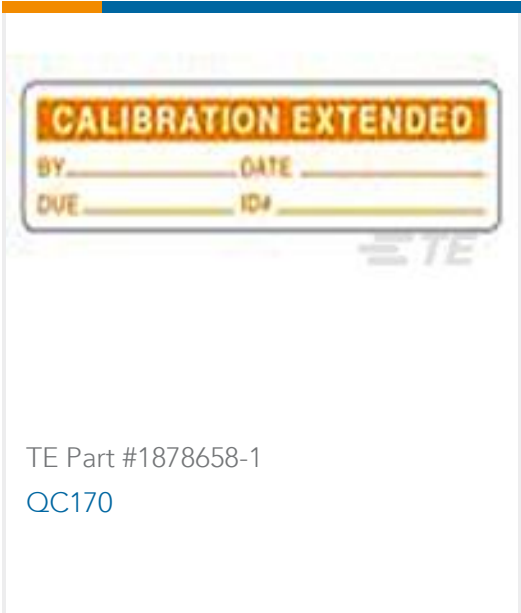 CALIBRATION EXTENDED
BY DATE
DUE ID#
TE
TE Part #1878658-1
QC170